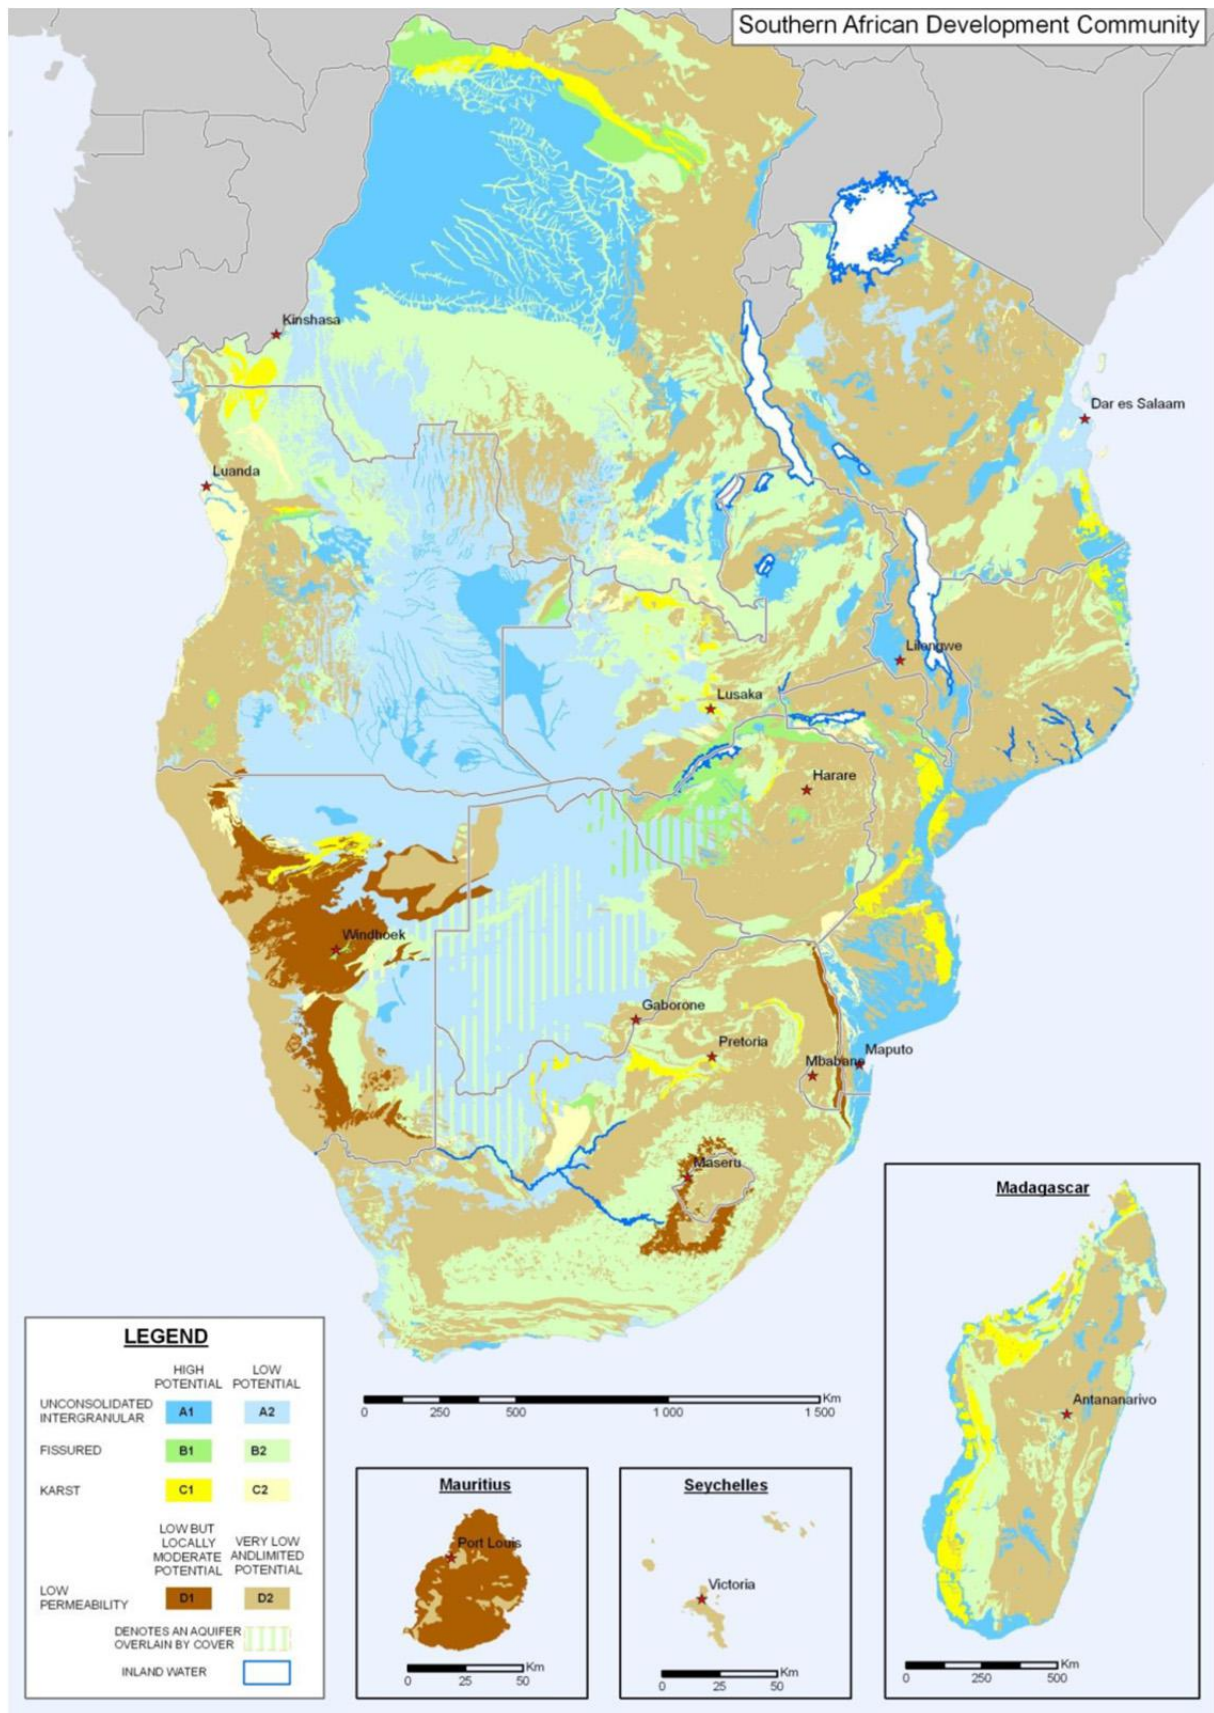 Southern African Development Community
Kinshasa
Dar es Salaam
Luanda
Lilongwe
Lusaka
Harare
Windhoek
Gaborone
Pretoria
Mbabane
Maputo
Maseru
LEGEND
HIGH POTENTIAL
LOW POTENTIAL
UNCONSOLIDATED INTERGRANULAR
A1
A2
FISSURED
B1
B2
KARST
C1
C2
LOW BUT LOCALLY MODERATE POTENTIAL
VERY LOW ANDLIMITED POTENTIAL
LOW PERMEABILITY
D1
D2
DENOTES AN AQUIFER OVERLAIN BY COVER
INLAND WATER
Km
0 250 500 1 000 1 500
Mauritius
Port Louis
Km
0 25 50
Seychelles
Victoria
Km
0 25 50
Madagascar
Antananarivo
Km
0 250 500